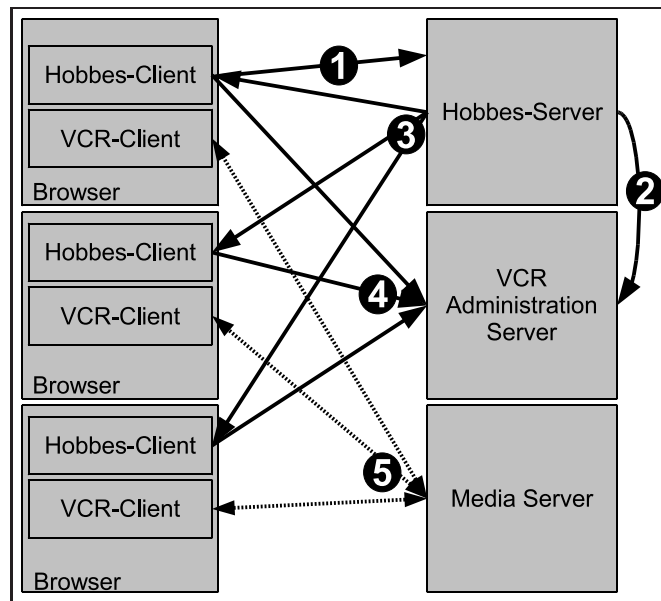 Hobbes-Client
VCR-Client
Browser
Hobbes-Client
VCR-Client
Browser
Hobbes-Client
VCR-Client
Browser
1
3
2
4
5
Hobbes-Server
VCR
Administration
Server
Media Server